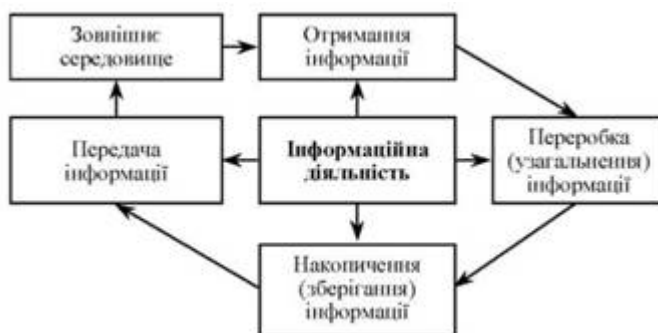 Зовнішнє
середовище
Отримання
інформації
Передача
інформації
Інформаційна
діяльність
Переробка
(узагальнення)
інформації
Накопичення
(зберігання)
інформації